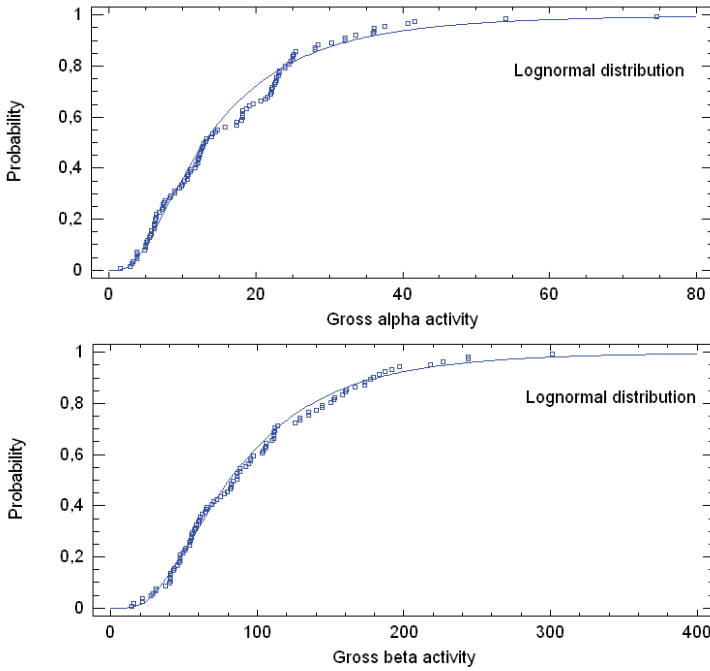 1
0,8
0,6
0,4
0,2
0
Probability
Lognormal distribution
0 20 40 60 80
Gross alpha activity
1
0,8
0,6
0,4
0,2
0
Probability
Lognormal distribution
0 100 200 300 400
Gross beta activity